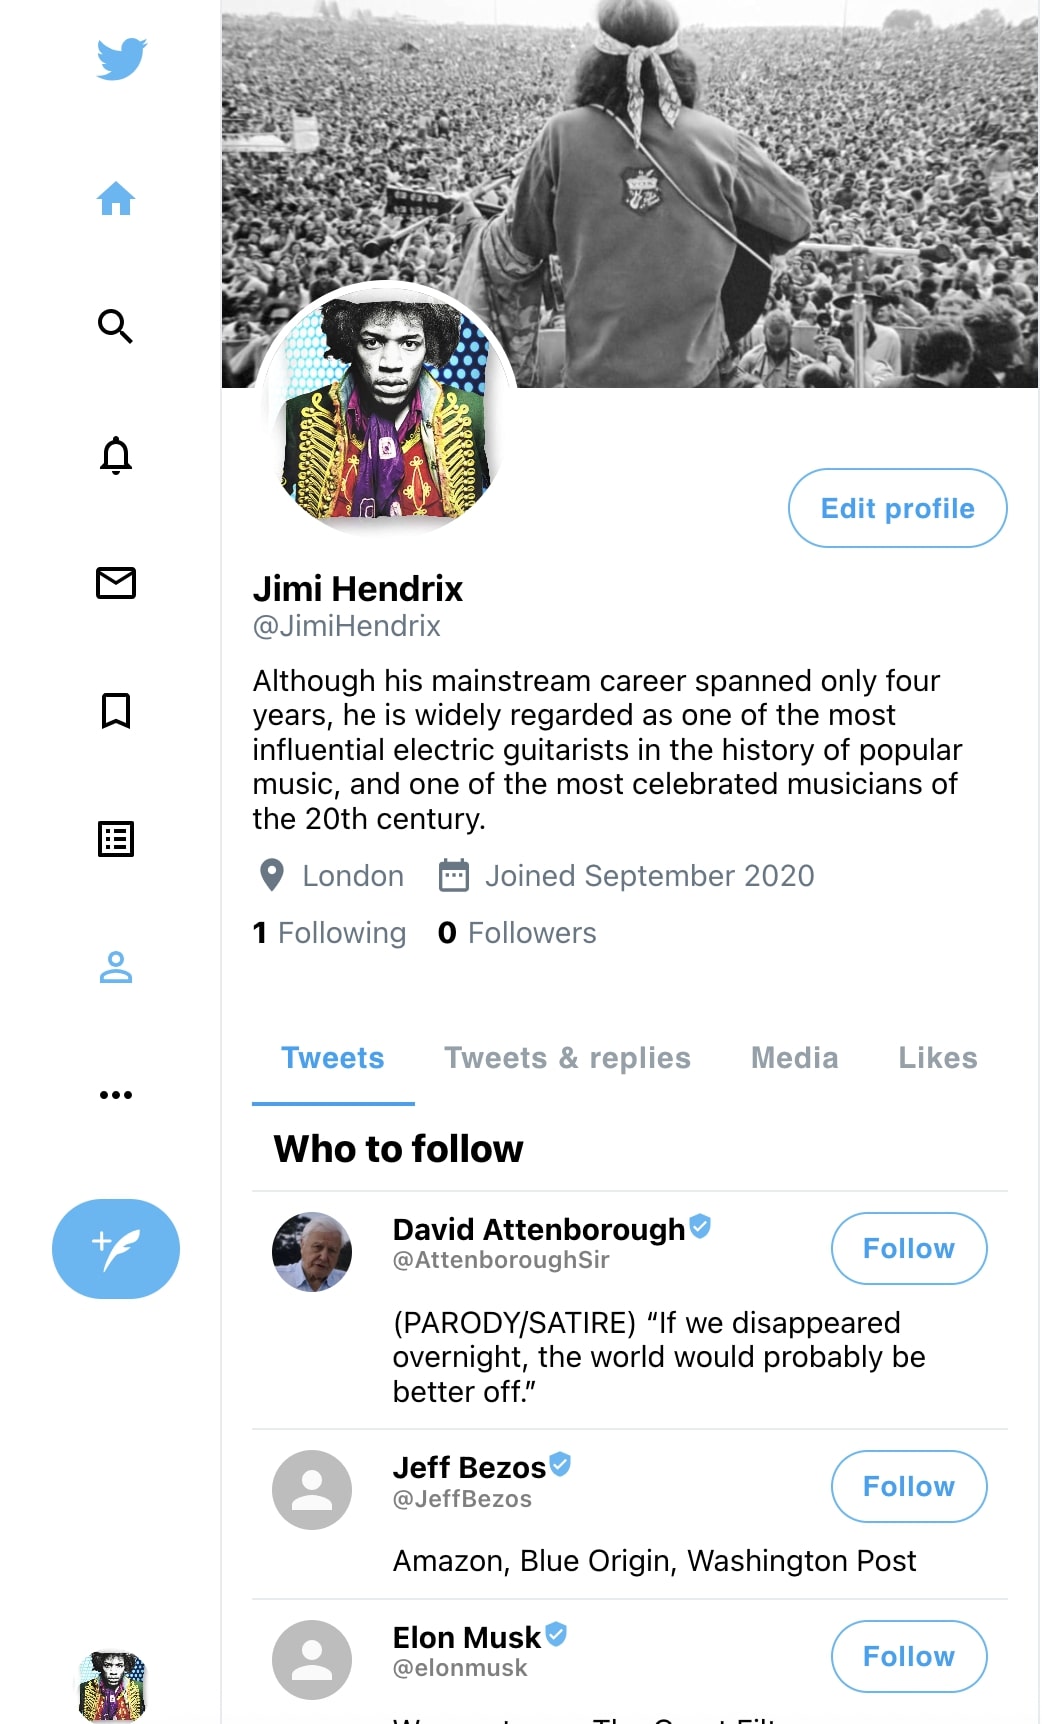 Edit profile
Jimi Hendrix
@JimiHendrix
Although his mainstream career spanned only four
years, he is widely regarded as one of the most
influential electric guitarists in the history of popular
music, and one of the most celebrated musicians of
the 20th century.
London Joined September 2020
1 Following 0 Followers
Tweets Tweets & replies Media Likes
Who to follow
David Attenborough
@AttenboroughSir
Follow
(PARODY/SATIRE) “If we disappeared
overnight, the world would probably be
better off.”
Jeff Bezos
@JeffBezos
Follow
Amazon, Blue Origin, Washington Post
Elon Musk
@elonmusk
Follow